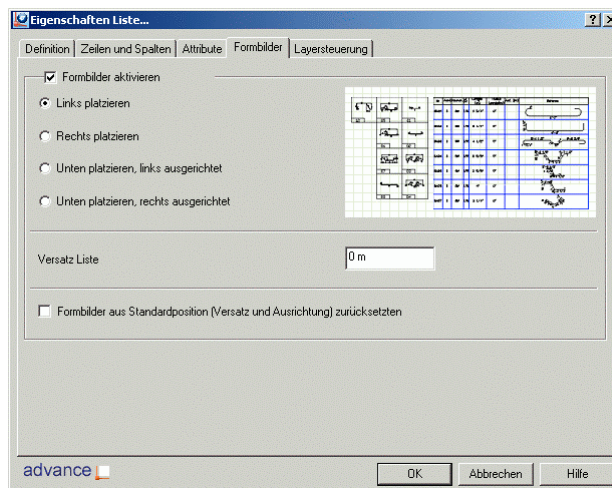 Eigenschaften Liste...
Definition Zeilen und Spalten Attribute Formbilder Layersteuerung
Formbilder aktivieren
Links platzieren
Rechts platzieren
Unten platzieren, links ausgerichtet
Unten platzieren, rechts ausgerichtet
Versatz Liste 0 m
Formbilder aus Standardposition (Versatz und Ausrichtung) zurücksetzten
advance
OK Abbrechen Hilfe